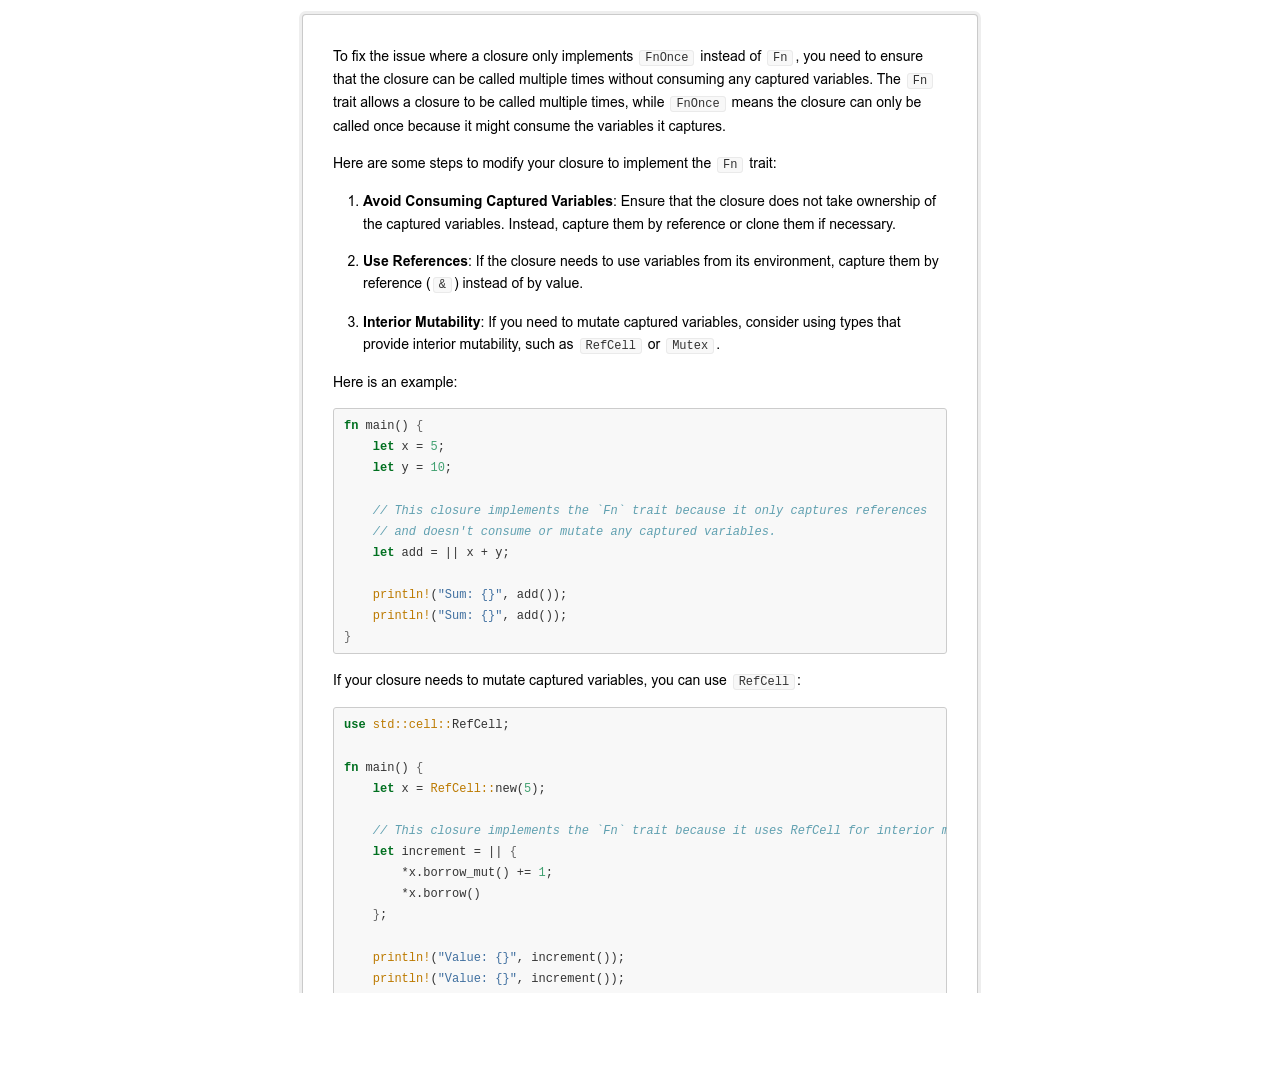 To fix the issue where a closure only implements FnOnce instead of Fn, you need to ensure
that the closure can be called multiple times without consuming any captured variables. The Fn
trait allows a closure to be called multiple times, while FnOnce means the closure can only be
called once because it might consume the variables it captures.
Here are some steps to modify your closure to implement the Fn trait:
1. Avoid Consuming Captured Variables: Ensure that the closure does not take ownership of
the captured variables. Instead, capture them by reference or clone them if necessary.
2. Use References: If the closure needs to use variables from its environment, capture them by
reference (&) instead of by value.
3. Interior Mutability: If you need to mutate captured variables, consider using types that
provide interior mutability, such as RefCell or Mutex.
Here is an example:
fn main() {
    let x = 5;
    let y = 10;
    // This closure implements the `Fn` trait because it only captures references
    // and doesn't consume or mutate any captured variables.
    let add = || x + y;
    println!("Sum: {}", add());
    println!("Sum: {}", add());
}
If your closure needs to mutate captured variables, you can use RefCell:
use std::cell::RefCell;
fn main() {
    let x = RefCell::new(5);
    // This closure implements the `Fn` trait because it uses RefCell for interior m
    let increment = || {
        *x.borrow_mut() += 1;
        *x.borrow()
    };
    println!("Value: {}", increment());
    println!("Value: {}", increment());